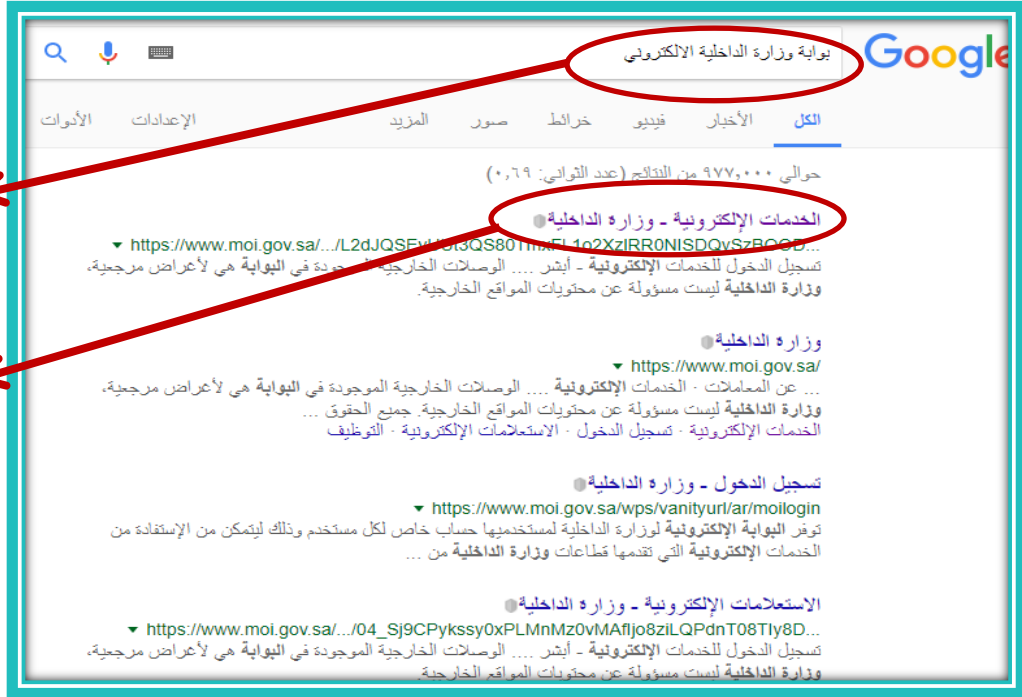 Google
بوابة وزارة الداخلية الالكتروني
الكل الأخبار فيديو خرائط صور المزيد الإعدادات الأدوات
حوالي ٩٧٧,٠٠٠ من النتائج (عدد الثواني: ٠,٦٩)
الخدمات الإلكترونية - وزارة الداخلية
https://www.moi.gov.sa/.../
تسجيل الدخول للخدمات الإلكترونية - أبشر .... الوصلات الخارجية الموجودة في البوابة هي لأغراض مرجعية،
وزارة الداخلية ليست مسؤولة عن محتويات المواقع الخارجية.
وزارة الداخلية
https://www.moi.gov.sa/
... عن المعاملات · الخدمات الإلكترونية .... الوصلات الخارجية الموجودة في البوابة هي لأغراض مرجعية،
وزارة الداخلية ليست مسؤولة عن محتويات المواقع الخارجية. جميع الحقوق ...
الخدمات الإلكترونية · تسجيل الدخول · الاستعلامات الإلكترونية · التوظيف
تسجيل الدخول - وزارة الداخلية
https://www.moi.gov.sa/wps/vanityurl/ar/moilogin
توفر البوابة الإلكترونية لوزارة الداخلية لمستخدميها حساب خاص لكل مستخدم وذلك ليتمكن من الإستفادة من
الخدمات الإلكترونية التي تقدمها قطاعات وزارة الداخلية من ...
الاستعلامات الإلكترونية - وزارة الداخلية
https://www.moi.gov.sa/.../04_Sj9CPykssy0xPLMnMz0vMAfIjo8ziLQPdnT08TIy8D...
تسجيل الدخول للخدمات الإلكترونية - أبشر .... الوصلات الخارجية الموجودة في البوابة هي لأغراض مرجعية،
وزارة الداخلية ليست مسؤولة عن محتويات المواقع الخارجية.